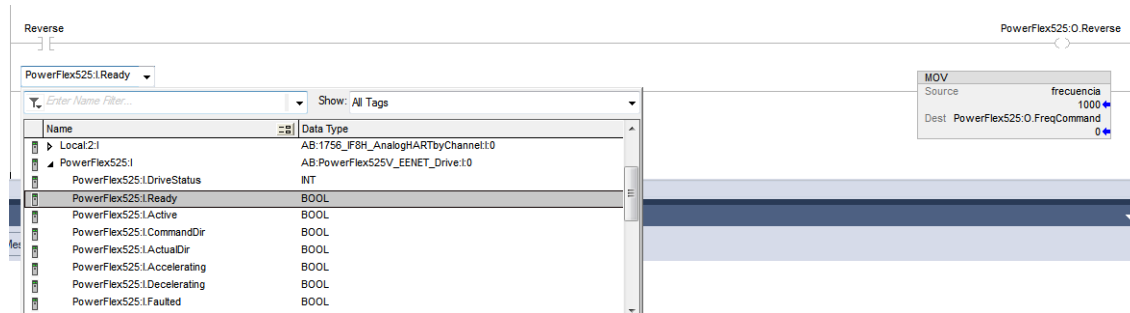 Reverse
PowerFlex525:O.Reverse
PowerFlex525:I.Ready
MOV
Source frecuencia
1000
Dest PowerFlex525:O.FreqCommand
0
Enter Name Filter...
Show: All Tags
Name Data Type
Local:2:I AB:1756_IF8H_AnalogHARTbyChannel:I:0
PowerFlex525:I AB:PowerFlex525V_EENET_Drive:I:0
PowerFlex525:I.DriveStatus INT
PowerFlex525:I.Ready BOOL
PowerFlex525:I.Active BOOL
PowerFlex525:I.CommandDir BOOL
PowerFlex525:I.ActualDir BOOL
PowerFlex525:I.Accelerating BOOL
PowerFlex525:I.Decelerating BOOL
PowerFlex525:I.Faulted BOOL